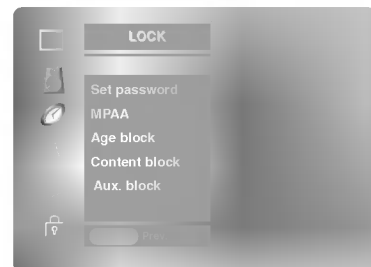 LOCK
Set password
MPAA
Age block
Content block
Aux. block
Prev.